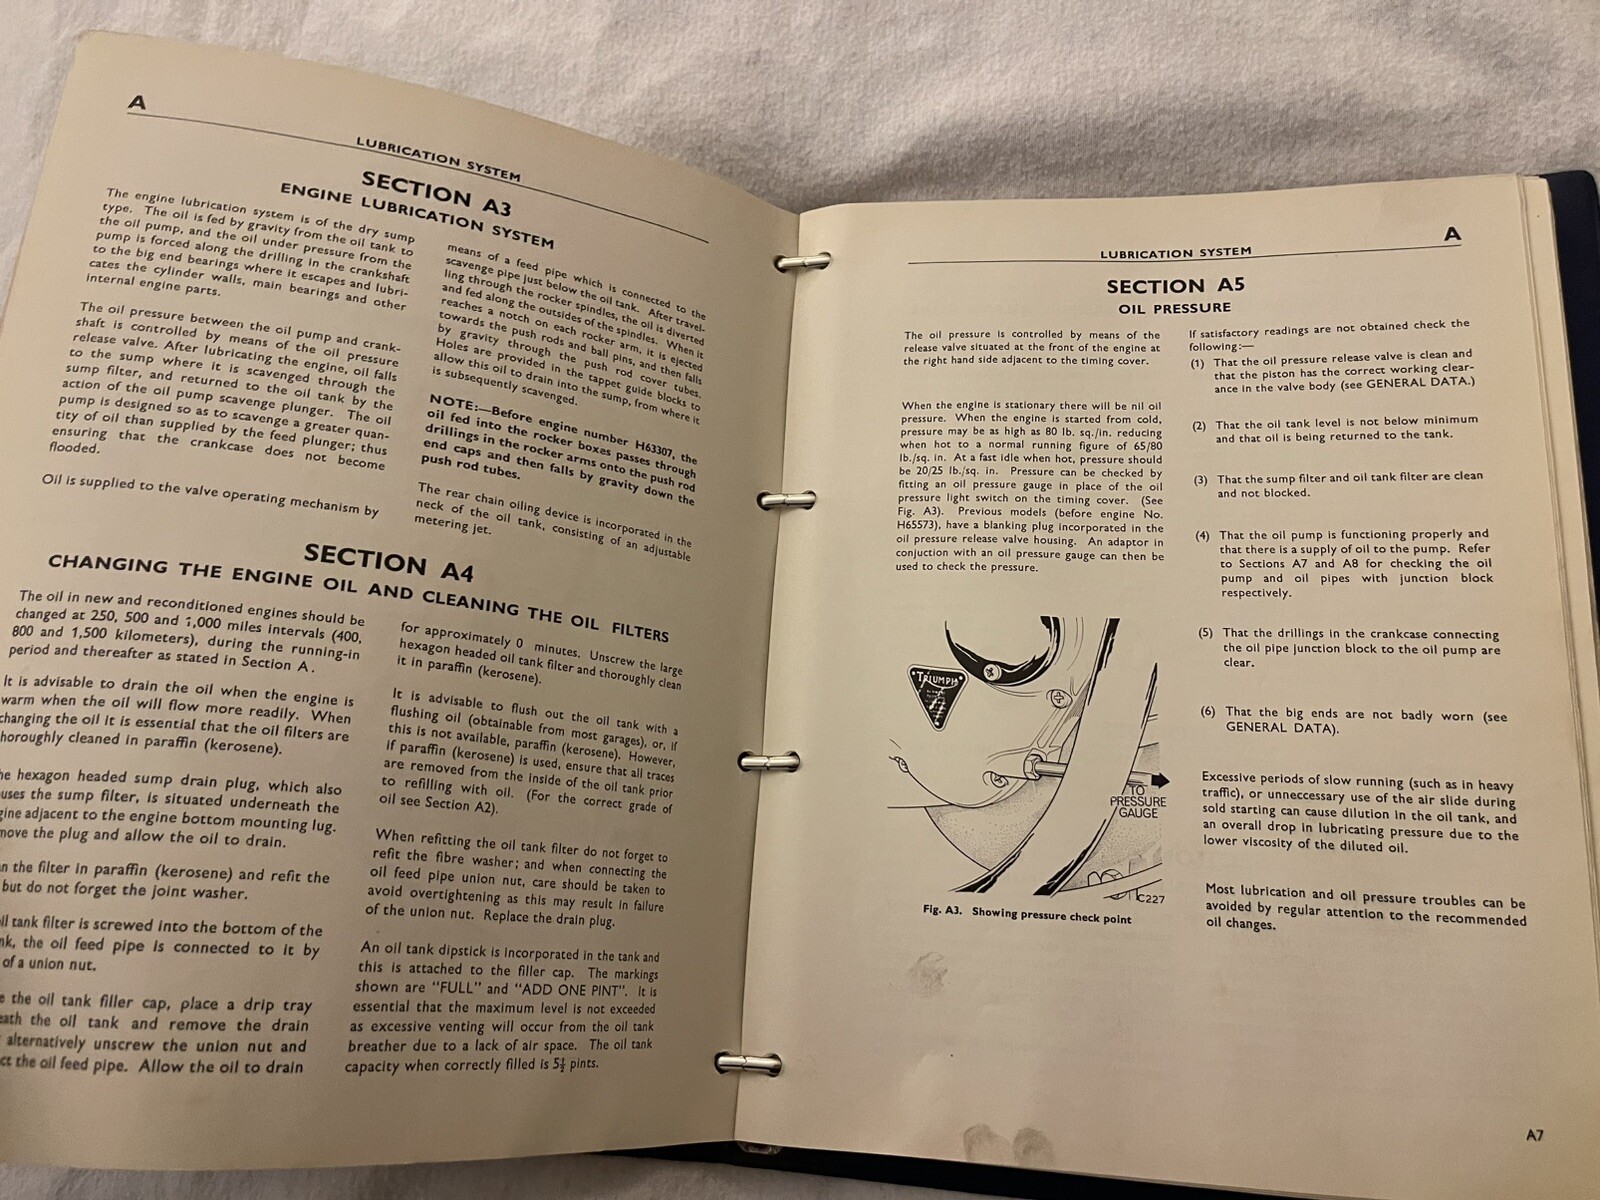 A
LUBRICATION SYSTEM
SECTION A3
ENGINE LUBRICATION SYSTEM
The engine lubrication system is of the dry sump
type. The oil is fed by gravity from the oil tank to
the oil pump, and the oil under pressure from the
pump is forced along the drilling in the crankshaft
to the big end bearings where it escapes and lubri-
cates the cylinder walls, main bearings and other
internal engine parts.
The oil pressure between the oil pump and crank-
shaft is controlled by means of the oil pressure
release valve. After lubricating the engine, oil falls
to the sump where it is scavenged through the
sump filter, and returned to the oil tank by the
action of the oil pump scavenge plunger. The oil
pump is designed so as to scavenge a greater quan-
tity of oil than supplied by the feed plunger; thus
ensuring that the crankcase does not become
flooded.
Oil is supplied to the valve operating mechanism by
means of a feed pipe which is connected to the
scavenge pipe just below the oil tank. After travel-
ling through the rocker spindles, the oil is diverted
and fed along the outsides of the spindles. When it
reaches a notch on each rocker arm, it is ejected
towards the push rods and ball pins, and then falls
by gravity through the push rod cover tubes.
Holes are provided in the tappet guide blocks to
allow this oil to drain into the sump, from where it
is subsequently scavenged.
NOTE:—Before engine number H63307, the
oil fed into the rocker boxes passes through
drillings in the rocker arms onto the push rod
end caps and then falls by gravity down the
push rod tubes.
The rear chain oiling device is incorporated in the
neck of the oil tank, consisting of an adjustable
metering jet.
SECTION A4
CHANGING THE ENGINE OIL AND CLEANING THE OIL FILTERS
The oil in new and reconditioned engines should be
changed at 250, 500 and 1,000 miles intervals (400,
800 and 1,500 kilometers), during the running-in
period and thereafter as stated in Section A .
It is advisable to drain the oil when the engine is
warm when the oil will flow more readily. When
changing the oil it is essential that the oil filters are
horoughly cleaned in paraffin (kerosene).
he hexagon headed sump drain plug, which also
uses the sump filter, is situated underneath the
gine adjacent to the engine bottom mounting lug.
move the plug and allow the oil to drain.
n the filter in paraffin (kerosene) and refit the
but do not forget the joint washer.
il tank filter is screwed into the bottom of the
nk, the oil feed pipe is connected to it by
of a union nut.
e the oil tank filler cap, place a drip tray
eath the oil tank and remove the drain
alternatively unscrew the union nut and
ct the oil feed pipe. Allow the oil to drain
for approximately 0 minutes. Unscrew the large
hexagon headed oil tank filter and thoroughly clean
it in paraffin (kerosene).
It is advisable to flush out the oil tank with a
flushing oil (obtainable from most garages), or, if
this is not available, paraffin (kerosene). However,
if paraffin (kerosene) is used, ensure that all traces
are removed from the inside of the oil tank prior
to refilling with oil. (For the correct grade of
oil see Section A2).
When refitting the oil tank filter do not forget to
refit the fibre washer; and when connecting the
oil feed pipe union nut, care should be taken to
avoid overtightening as this may result in failure
of the union nut. Replace the drain plug.
An oil tank dipstick is incorporated in the tank and
this is attached to the filler cap. The markings
shown are "FULL" and "ADD ONE PINT". It is
essential that the maximum level is not exceeded
as excessive venting will occur from the oil tank
breather due to a lack of air space. The oil tank
capacity when correctly filled is pints.
A
LUBRICATION SYSTEM
SECTION A5
OIL PRESSURE
The oil pressure is controlled by means of the
release valve situated at the front of the engine at
the right hand side adjacent to the timing cover.
When the engine is stationary there will be nil oil
pressure. When the engine is started from cold,
pressure may be as high as 80 lb. sq./in. reducing
when hot to a normal running figure of 65/80
lb./sq. in. At a fast idle when hot, pressure should
be 20/25 lb./sq. in. Pressure can be checked by
fitting an oil pressure gauge in place of the oil
pressure light switch on the timing cover. (See
Fig. A3). Previous models (before engine No.
H65573), have a blanking plug incorporated in the
oil pressure release valve housing. An adaptor in
conjuction with an oil pressure gauge can then be
used to check the pressure.
TRIUMPH
TO
PRESSURE
GAUGE
C227
Fig. A3. Showing pressure check point
If satisfactory readings are not obtained check the
following:—
(1) That the oil pressure release valve is clean and
that the piston has the correct working clear-
ance in the valve body (see GENERAL DATA.)
(2) That the oil tank level is not below minimum
and that oil is being returned to the tank.
(3) That the sump filter and oil tank filter are clean
and not blocked.
(4) That the oil pump is functioning properly and
that there is a supply of oil to the pump. Refer
to Sections A7 and A8 for checking the oil
pump and oil pipes with junction block
respectively.
(5) That the drillings in the crankcase connecting
the oil pipe junction block to the oil pump are
clear.
(6) That the big ends are not badly worn (see
GENERAL DATA).
Excessive periods of slow running (such as in heavy
traffic), or unneccessary use of the air slide during
sold starting can cause dilution in the oil tank, and
an overall drop in lubricating pressure due to the
lower viscosity of the diluted oil.
Most lubrication and oil pressure troubles can be
avoided by regular attention to the recommended
oil changes.
A7